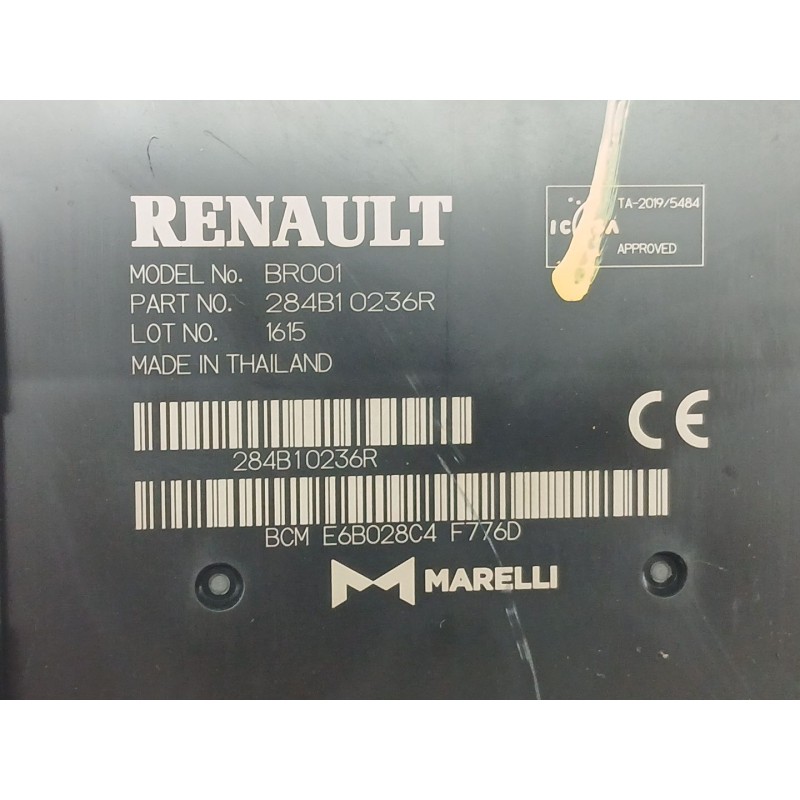 RENAULT
MODEL No. BR001
PART NO. 284B10236R
LOT NO. 1615
MADE IN THAILAND
TA-2019/5484
APPROVED
CE
284B10236R
BCM E6B028C4 F776D
MARELLI